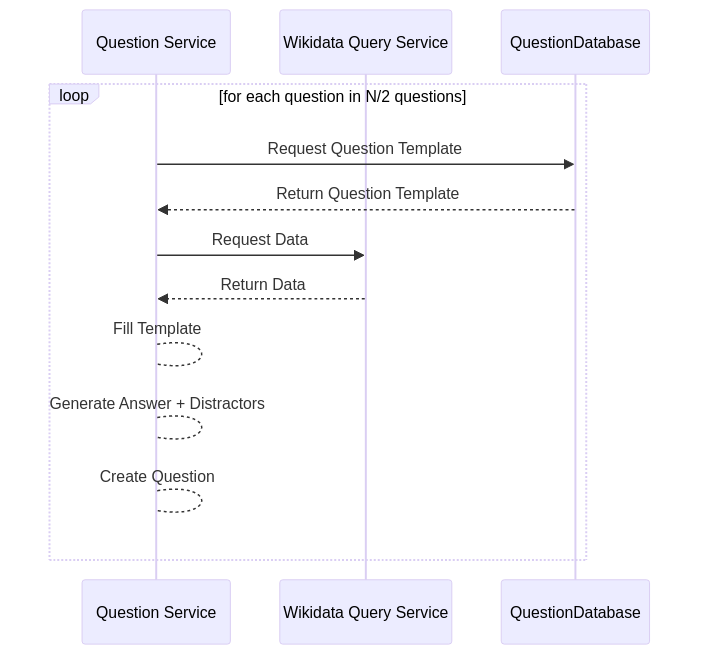 Question Service
Wikidata Query Service
QuestionDatabase
loop
[for each question in N/2 questions]
Request Question Template
Return Question Template
Request Data
Return Data
Fill Template
Generate Answer + Distractors
Create Question
Question Service
Wikidata Query Service
QuestionDatabase